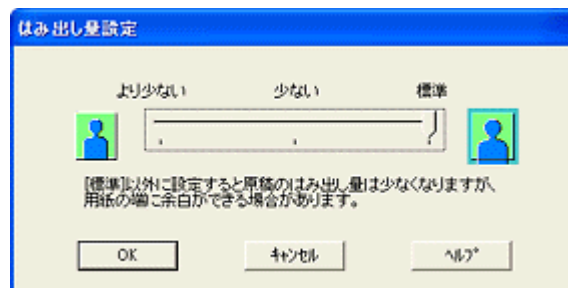 はみ出し量設定
より少ない 少ない 標準
[標準]以外に設定すると原稿のはみ出し量は少なくなりますが、
用紙の端に余白ができる場合があります。
OK キャンセル ヘルプ